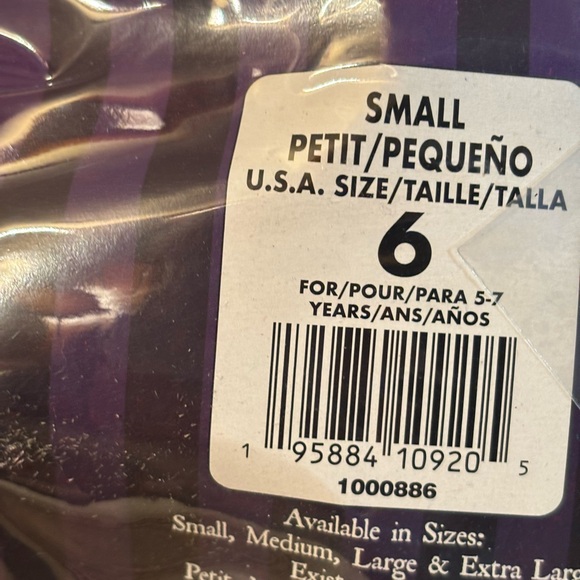 SMALL
PETIT/PEQUEÑO
U.S.A. SIZE/TAILLE/TALLA
6
FOR/POUR/PARA 5-7
YEARS/ANS/AÑOS
1 95884 10920 5
1000886
Available in Sizes:
Small, Medium, Large & Extra Larg